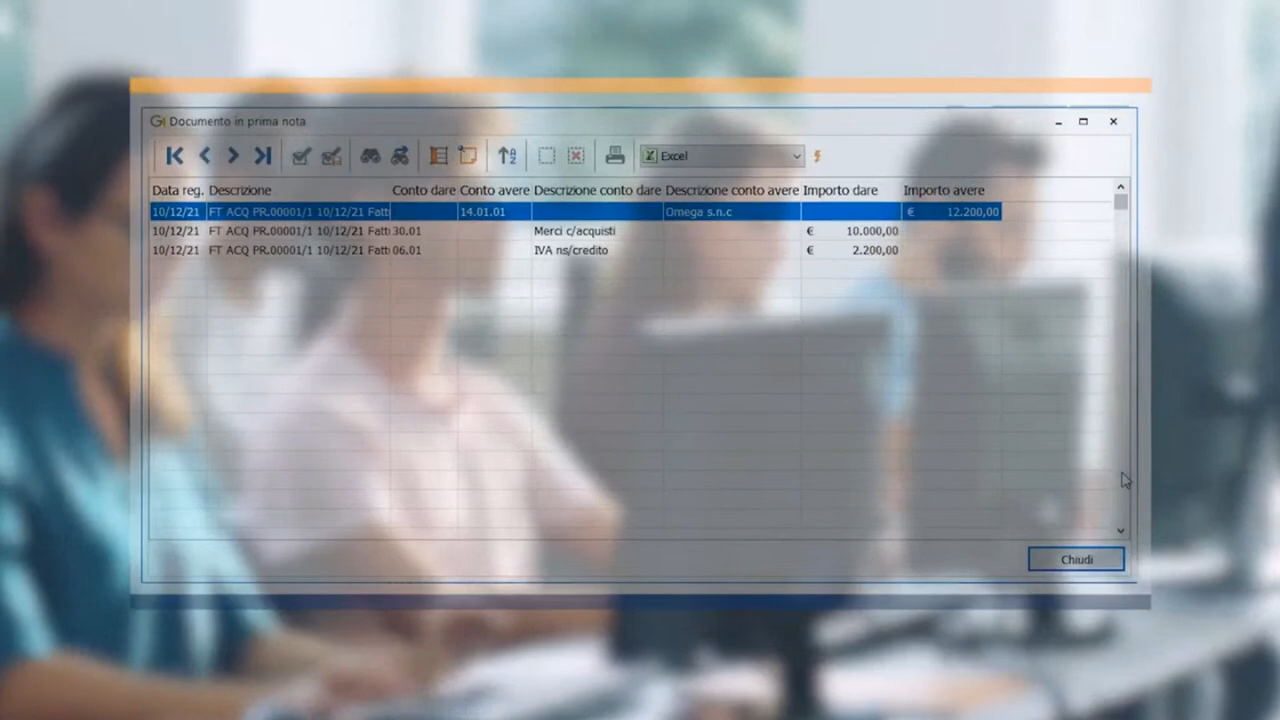 GI Documento in prima nota
Excel
Data reg. Descrizione Conto dare Conto avere Descrizione conto dare Descrizione conto avere Importo dare Importo avere
10/12/21 FT ACQ PR.00001/1 10/12/21 Fatt 14.01.01 Omega s.n.c € 12.200,00
10/12/21 FT ACQ PR.00001/1 10/12/21 Fatt 30.01 Merci c/acquisti € 10.000,00
10/12/21 FT ACQ PR.00001/1 10/12/21 Fatt 06.01 IVA ns/credito € 2.200,00
Chiudi